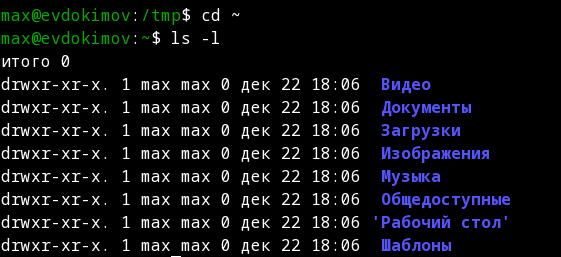 max@evdokimov:/tmp$ cd ~
max@evdokimov:~$ ls -l
итого 0
drwxr-xr-x. 1 max max 0 дек 22 18:06  Видео
drwxr-xr-x. 1 max max 0 дек 22 18:06  Документы
drwxr-xr-x. 1 max max 0 дек 22 18:06  Загрузки
drwxr-xr-x. 1 max max 0 дек 22 18:06  Изображения
drwxr-xr-x. 1 max max 0 дек 22 18:06  Музыка
drwxr-xr-x. 1 max max 0 дек 22 18:06  Общедоступные
drwxr-xr-x. 1 max max 0 дек 22 18:06 'Рабочий стол'
drwxr-xr-x. 1 max max 0 дек 22 18:06  Шаблоны